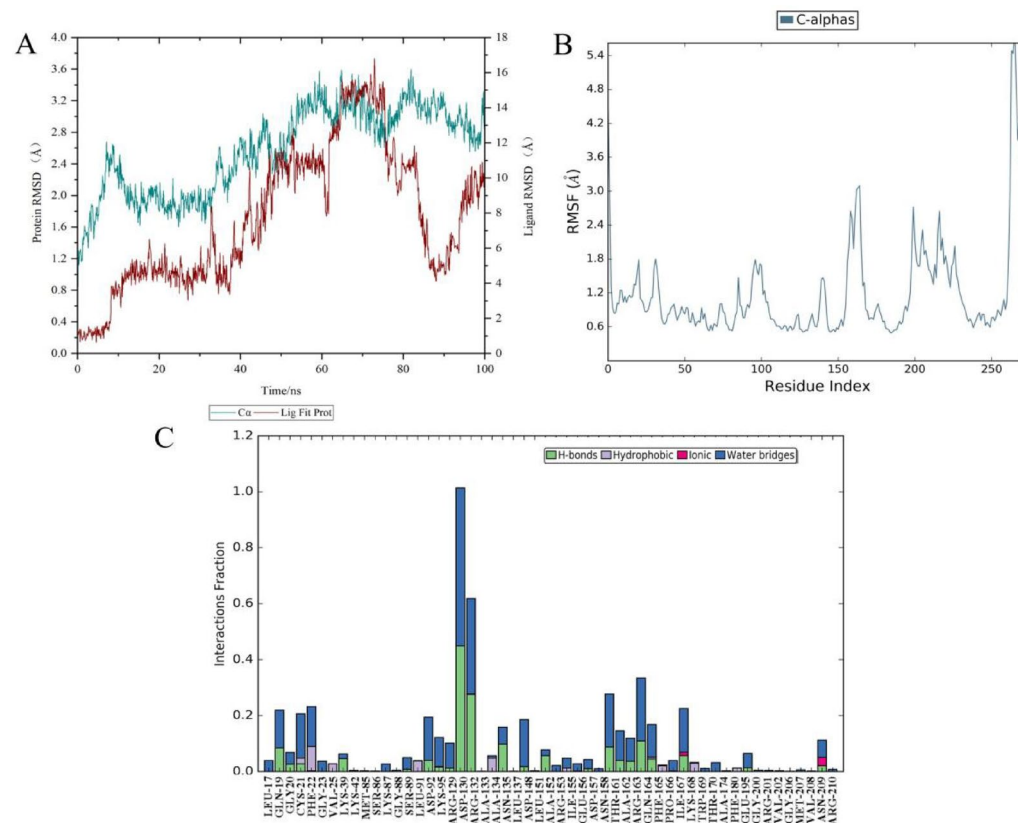 A
4.0
3.6
3.2
2.8
2.4
2.0
1.6
1.2
0.8
0.4
0.0
Protein RMSD (Å)
18
16
14
12
10
8
6
4
2
0
Ligand RMSD (Å)
0 20 40 60 80 100
Time/ns
Cα Lig Fit Prot
B
C-alphas
5.4
4.8
4.2
3.6
3.0
2.4
1.8
1.2
0.6
RMSF (Å)
0 50 100 150 200 250
Residue Index
C
1.2
1.0
0.8
0.6
0.4
0.2
0.0
Interactions Fraction
H-bonds Hydrophobic Ionic Water bridges
LEU-17
GLN-19
GLY20
CYS-21
PHE-22
GLY-23
VAL-25
LYS-39
LYS-42
MET-85
SER-86
LYS-87
GLY-88
SER-89
LEU-91
ASP-92
LYS-95
ARG-129
ASP-130
ARG-132
ALA-133
ALA-134
ASN-35
LEU-137
ASP-148
LEU-151
ALA-152
ARG-153
ILE-155
GLU-156
ASP-157
ASN-58
THR-161
ALA-162
ARG-163
GLN-164
PHE-165
PRO-166
ILE-167
LYS-168
TRP-169
THR-170
ALA-174
PHE-180
GLU-95
GLY-200
ARG-201
VAL-202
GLY-206
MET-207
VAL-208
ASN-209
ARG-210